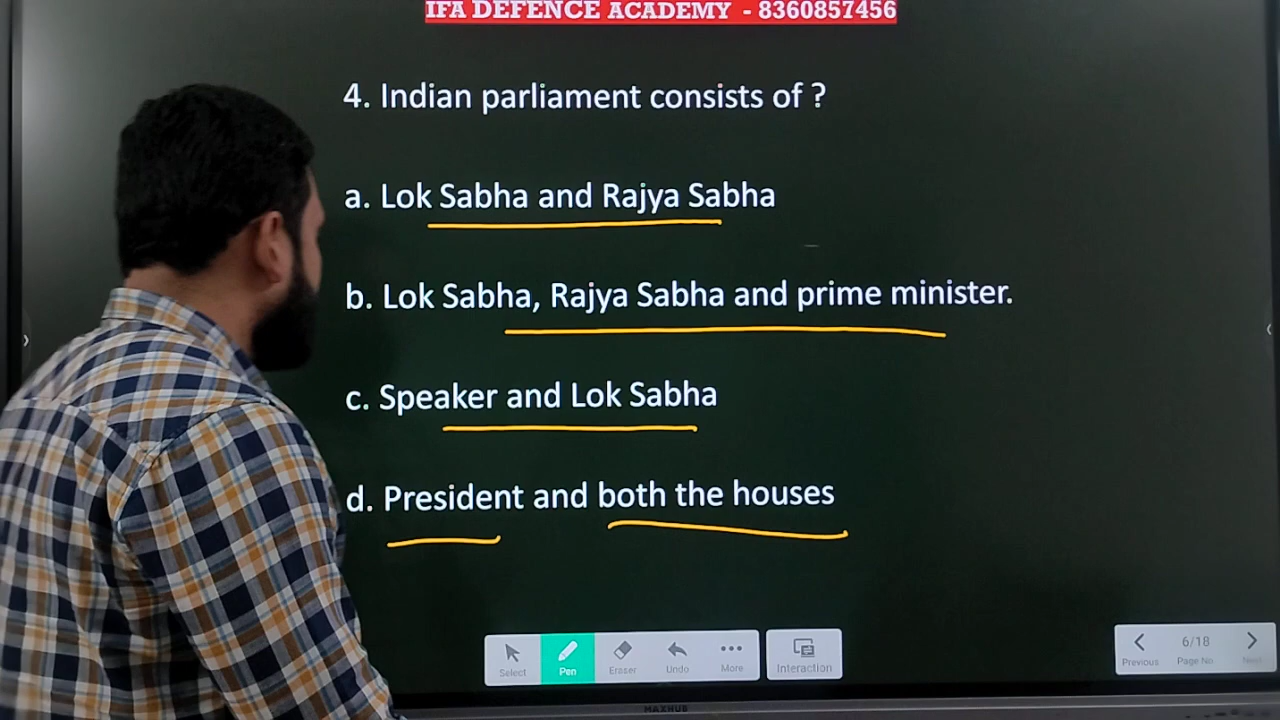 IFA DEFENCE ACADEMY - 8360857456
4. Indian parliament consists of ?
a. Lok Sabha and Rajya Sabha
b. Lok Sabha, Rajya Sabha and prime minister.
c. Speaker and Lok Sabha
d. President and both the houses
Select Pen Eraser Undo More Interaction
Previous 6/18 Page No. Next
MAXHUB